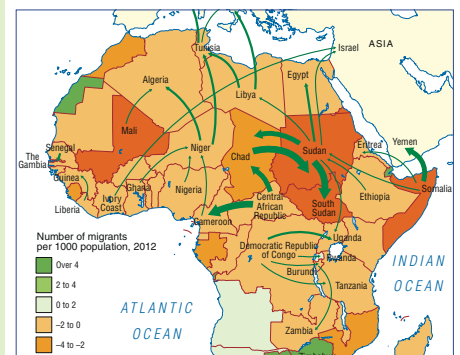 Tunisia
Israel
ASIA
Algeria
Egypt
Libya
Mali
Niger
Chad
Sudan
Eritrea
Yemen
Senegal
The
Gambia
Guinea
Ghana
Nigeria
Ivory
Coast
Liberia
Cameroon
Central
African
Republic
South
Sudan
Ethiopia
Somalia
Uganda
Democratic Republic
of Congo
Rwanda
Burundi
Tanzania
Zambia
INDIAN
OCEAN
ATLANTIC
OCEAN
Number of migrants
per 1000 population, 2012
Over 4
2 to 4
0 to 2
–2 to 0
–4 to –2